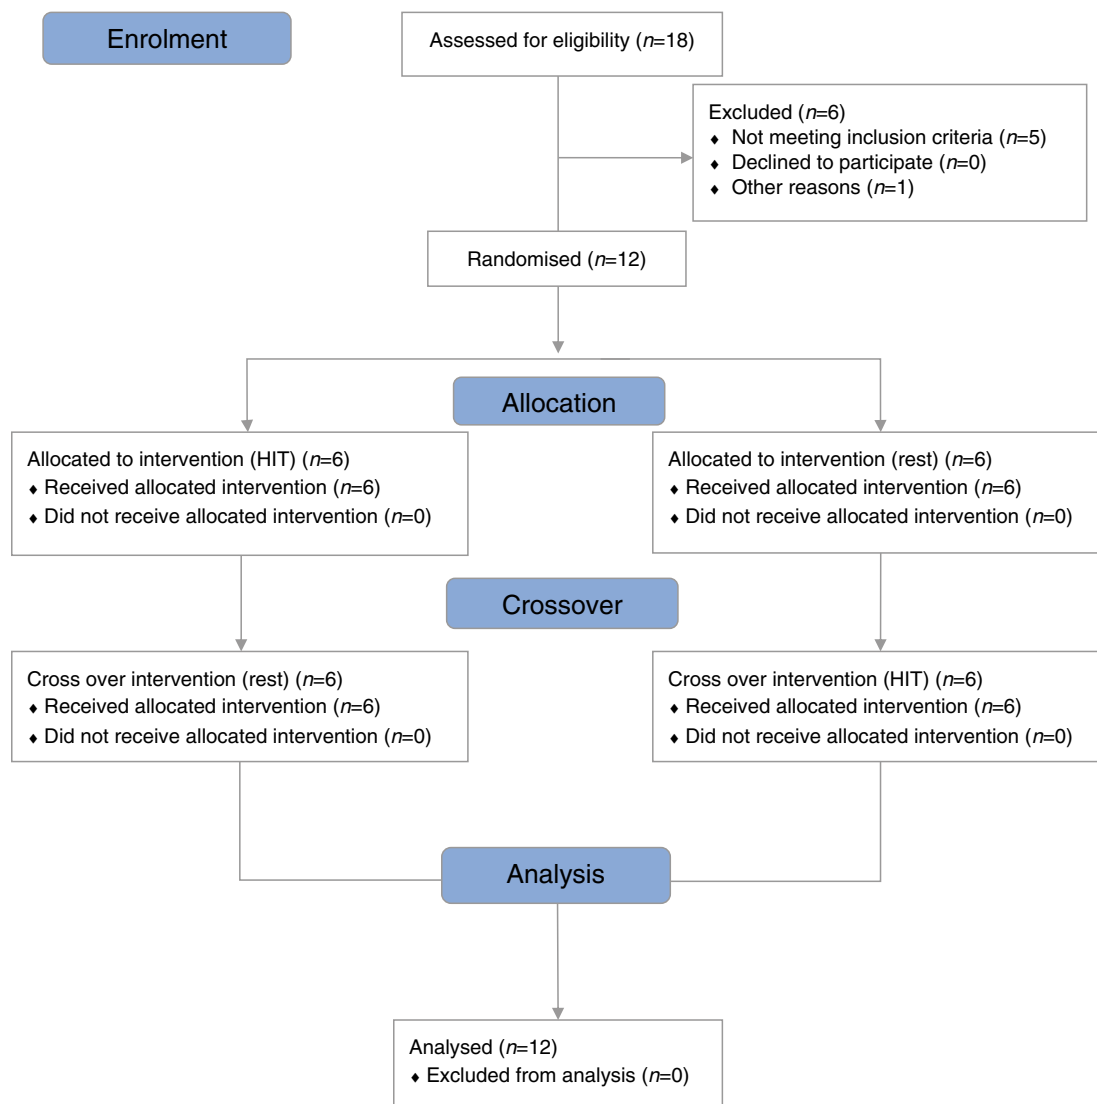 Enrolment
Assessed for eligibility (n=18)
Excluded (n=6)
♦ Not meeting inclusion criteria (n=5)
♦ Declined to participate (n=0)
♦ Other reasons (n=1)
Randomised (n=12)
Allocation
Allocated to intervention (HIT) (n=6)
♦ Received allocated intervention (n=6)
♦ Did not receive allocated intervention (n=0)
Allocated to intervention (rest) (n=6)
♦ Received allocated intervention (n=6)
♦ Did not receive allocated intervention (n=0)
Crossover
Cross over intervention (rest) (n=6)
♦ Received allocated intervention (n=6)
♦ Did not receive allocated intervention (n=0)
Cross over intervention (HIT) (n=6)
♦ Received allocated intervention (n=6)
♦ Did not receive allocated intervention (n=0)
Analysis
Analysed (n=12)
♦ Excluded from analysis (n=0)